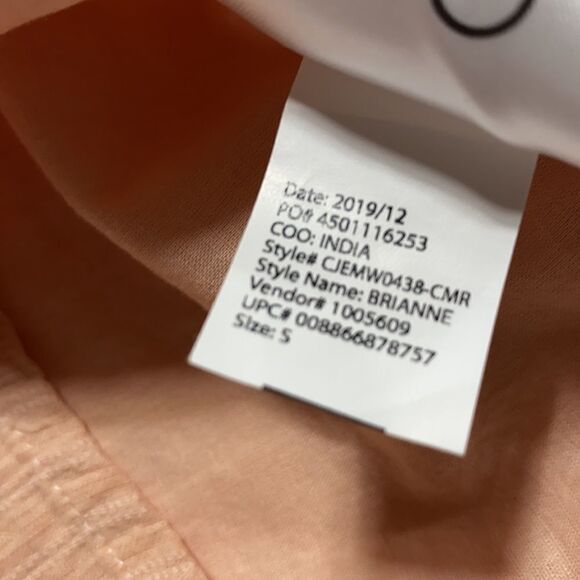 Date: 2019/12
PO# 4501116253
COO: INDIA
Style# CJEMW0438-CMR
Style Name: BRIANNE
Vendor# 1005609
UPC# 008866878757
Size: S